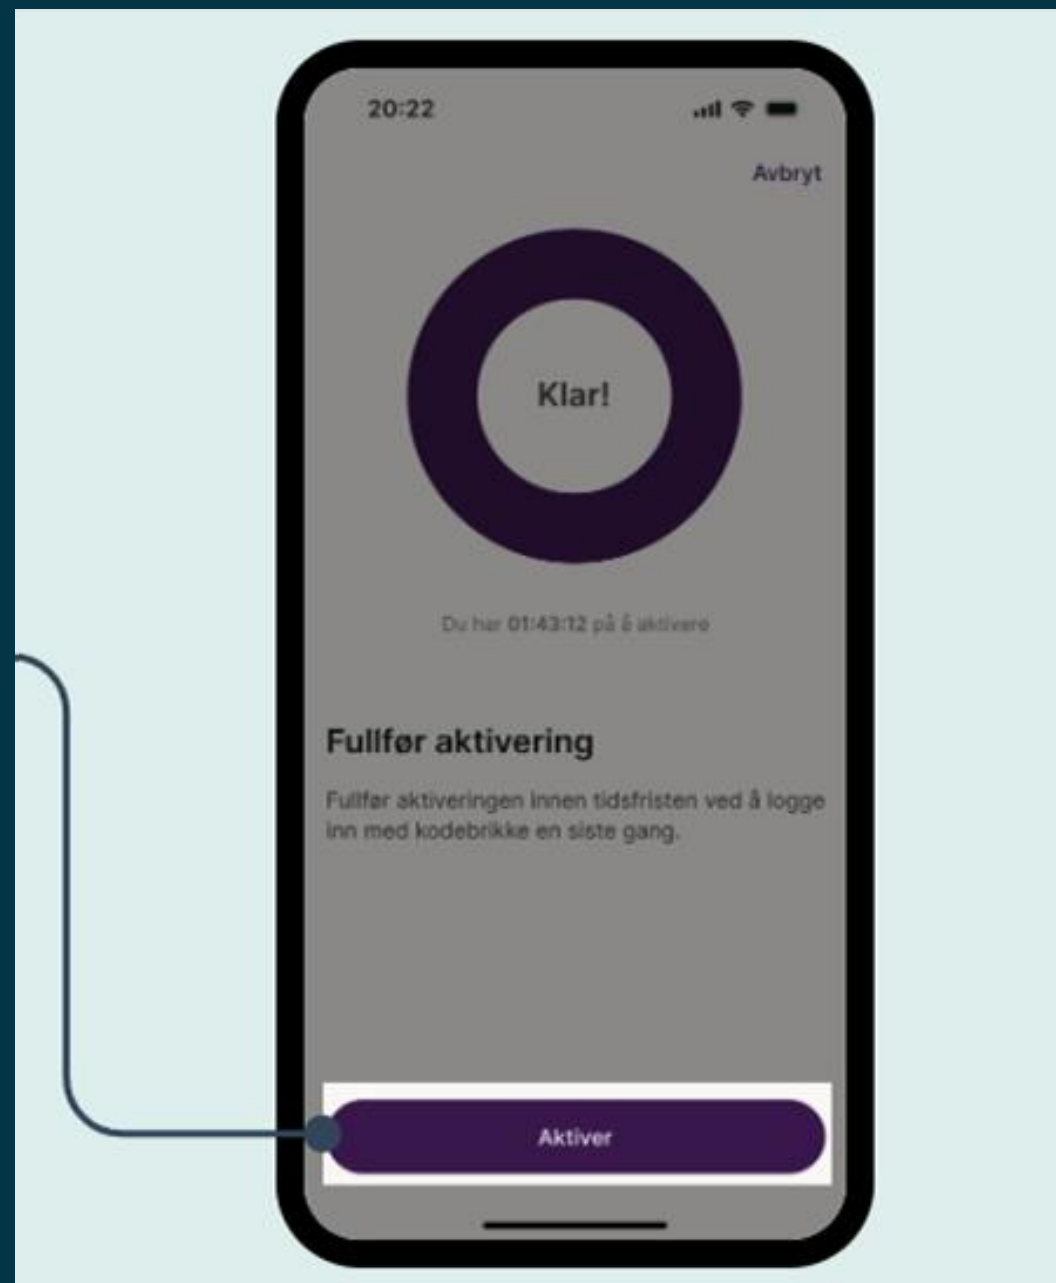 20:22
Avbryt
Klar!
Du har 01:43:12 på å aktivere
Fullfør aktivering
Fullfør aktiveringen innen tidsfristen ved å logge
inn med kodebrikke en siste gang.
Aktiver